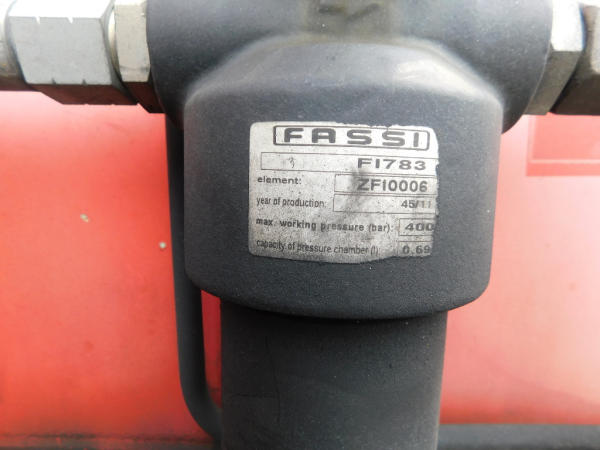 FASSI
FI783
element: ZFI0006
year of production: 45/11
max. working pressure (bar): 400
capacity of pressure chamber (l) 0.69